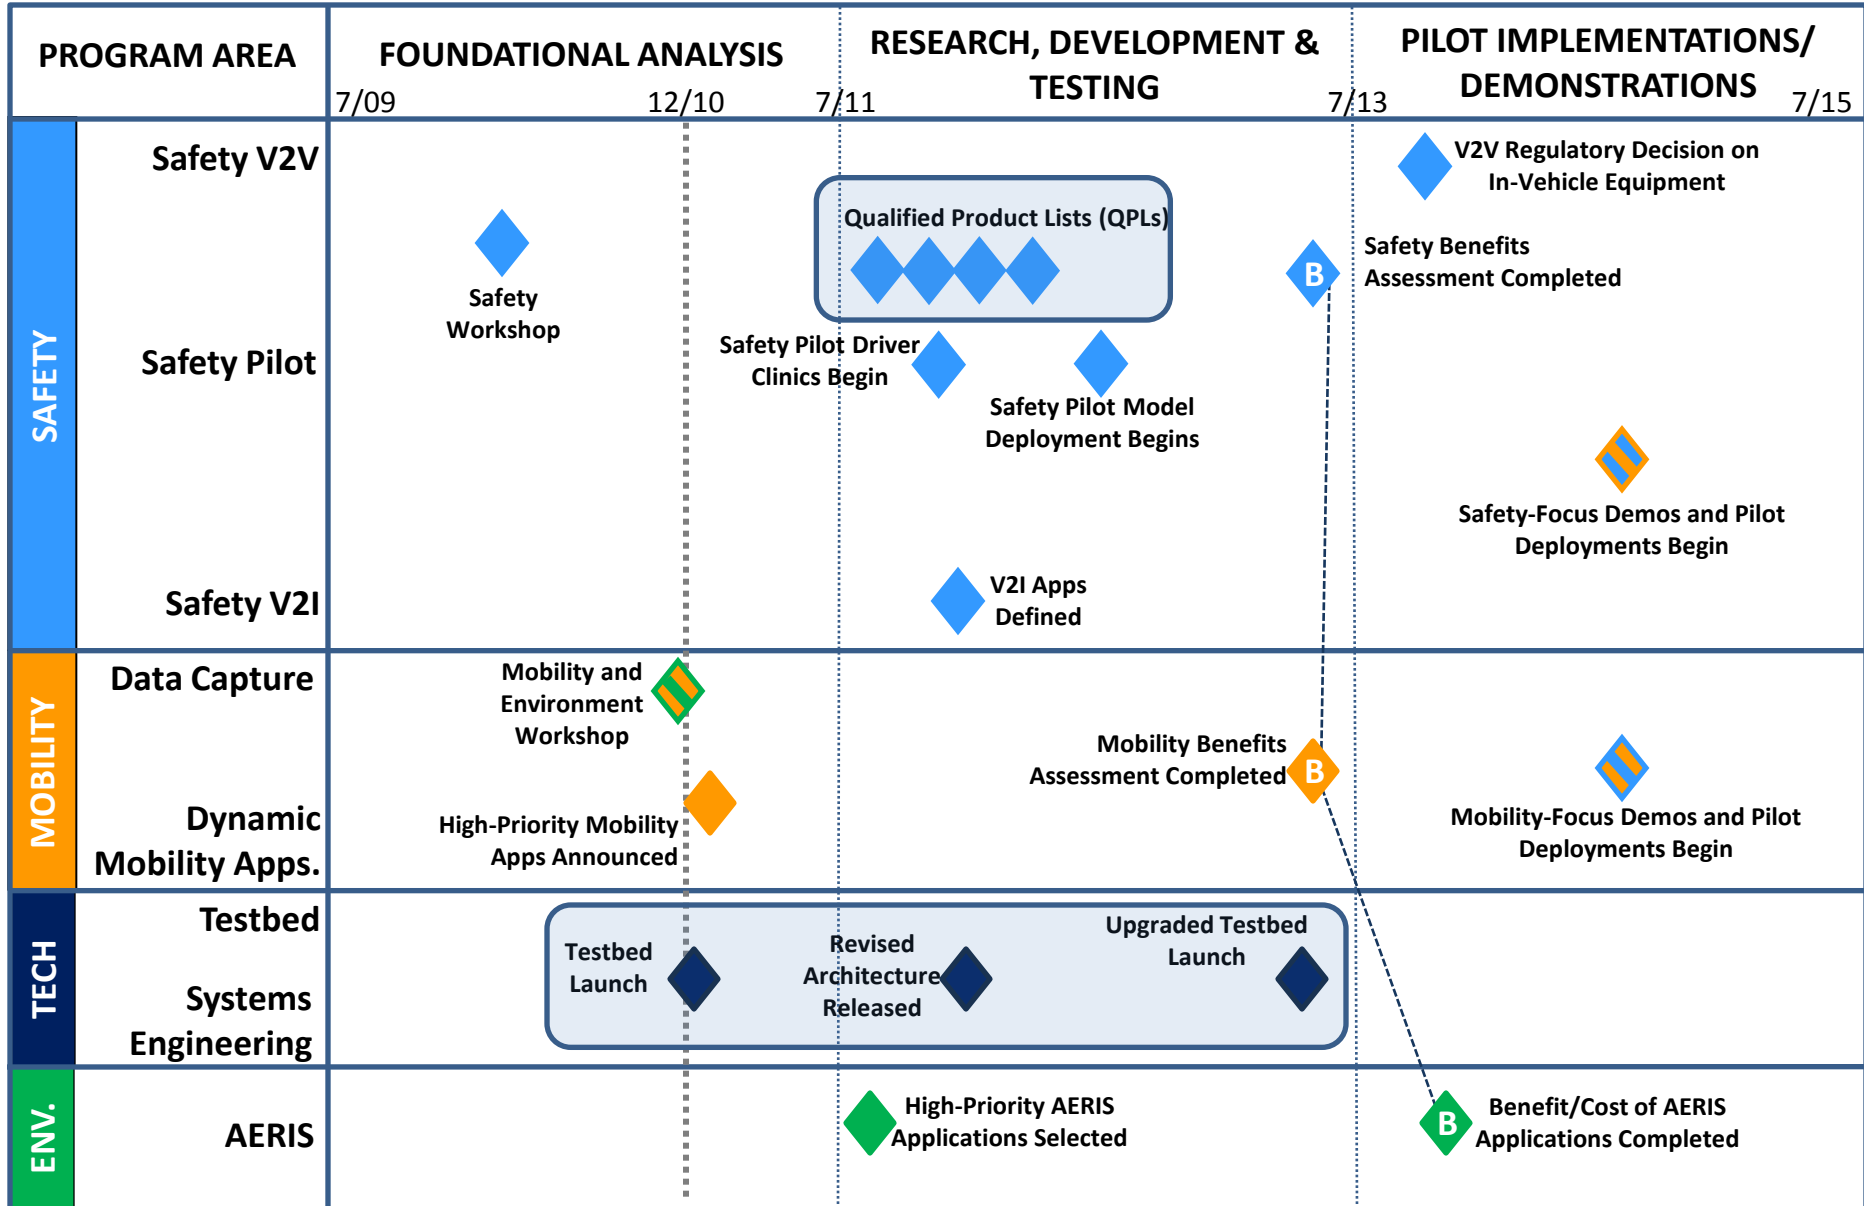 PROGRAM AREA
FOUNDATIONAL ANALYSIS
RESEARCH, DEVELOPMENT &
TESTING
PILOT IMPLEMENTATIONS/
DEMONSTRATIONS
7/09
12/10
7/11
7/13
7/15
SAFETY
Safety V2V
V2V Regulatory Decision on
In-Vehicle Equipment
Qualified Product Lists (QPLs)
Safety
Workshop
B
Safety Benefits
Assessment Completed
Safety Pilot
Safety Pilot Driver
Clinics Begin
Safety Pilot Model
Deployment Begins
Safety-Focus Demos and Pilot
Deployments Begin
Safety V2I
V2I Apps
Defined
MOBILITY
Data Capture
Mobility and
Environment
Workshop
Mobility Benefits
Assessment Completed
B
Dynamic
Mobility Apps.
High-Priority Mobility
Apps Announced
Mobility-Focus Demos and Pilot
Deployments Begin
TECH
Testbed
Systems
Engineering
Testbed
Launch
Revised
Architecture
Released
Upgraded Testbed
Launch
ENV.
AERIS
High-Priority AERIS
Applications Selected
B
Benefit/Cost of AERIS
Applications Completed